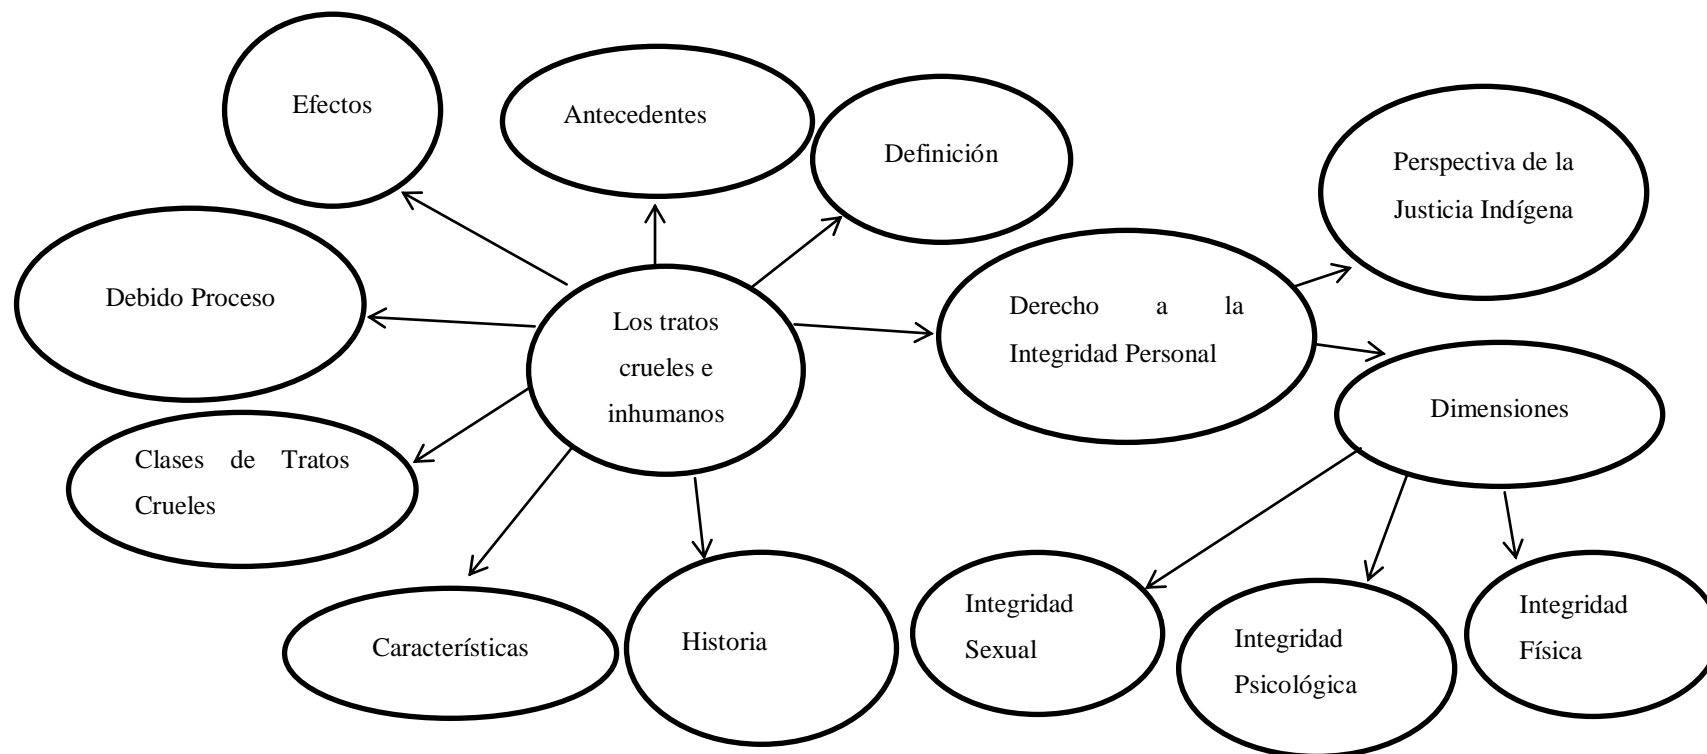 Efectos
Antecedentes
Definición
Perspectiva de la
Justicia Indígena
Debido Proceso
Los tratos
crueles e
inhumanos
Derecho a la
Integridad Personal
Dimensiones
Clases de Tratos
Crueles
Características
Historia
Integridad
Sexual
Integridad
Psicológica
Integridad
Física